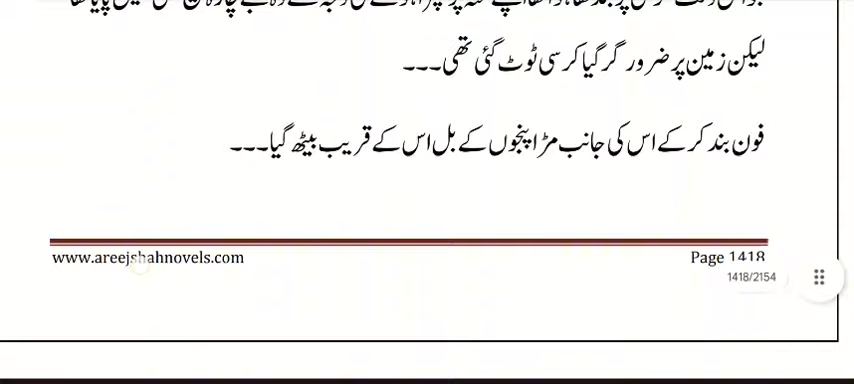 لیکن زمین پر ضرور گر گیا کرسی ٹوٹ گئی تھی---
فون بند کر کے اس کی جانب مڑا پنجوں کے بل اس کے قریب بیٹھ گیا---
www.areejshahnovels.com Page 1418
1418/2154